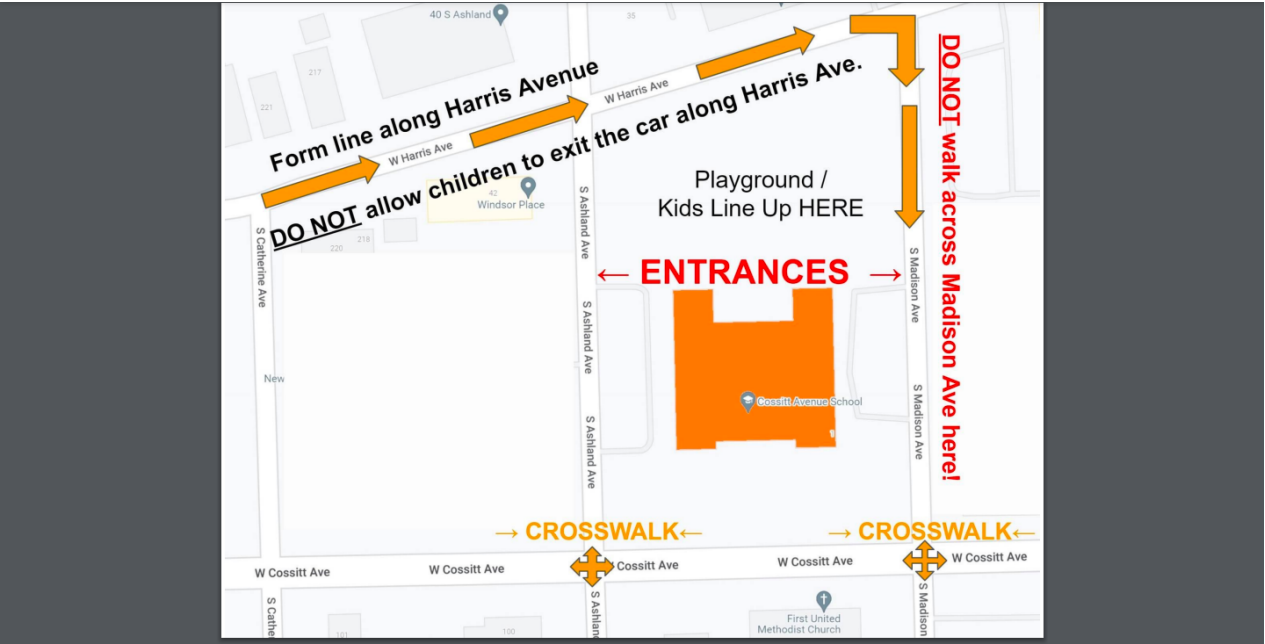 40 S Ashland
35
217
221
Form line along Harris Avenue
W Harris Ave
W Harris Ave
DO NOT allow children to exit the car along Harris Ave.
42
Windsor Place
218
220
Playground /
Kids Line Up HERE
DO NOT walk across Madison Ave here!
S Catherine Ave
S Ashland Ave
← ENTRANCES →
S Madison Ave
S Ashland Ave
New
Cossitt Avenue School
S Madison Ave
S Ashland Ave
→ CROSSWALK←
→ CROSSWALK←
W Cossitt Ave
W Cossitt Ave
Cossitt Ave
W Cossitt Ave
W Cossitt Ave
S Cathe
S Ashland
S Madison
101
100
First United
Methodist Church